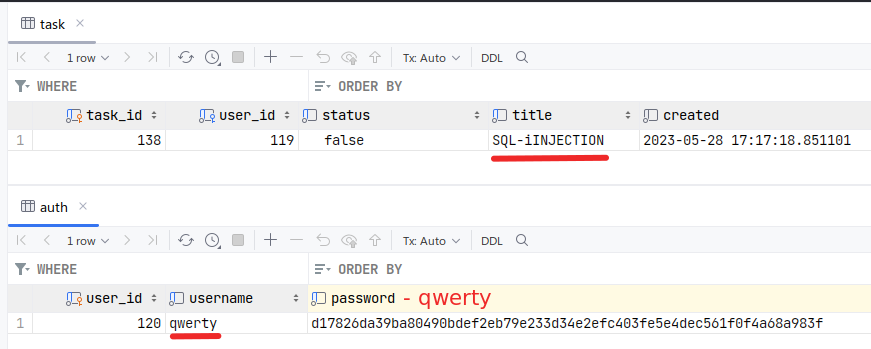 task
1 row Tx: Auto DDL
WHERE ORDER BY
task_id user_id status title created
1 138 119 false SQL-iINJECTION 2023-05-28 17:17:18.851101
auth
1 row Tx: Auto DDL
WHERE ORDER BY
user_id username password - qwerty
1 120 qwerty d17826da39ba80490bdef2eb79e233d34e2efc403fe5e4dec561f0f4a68a983f